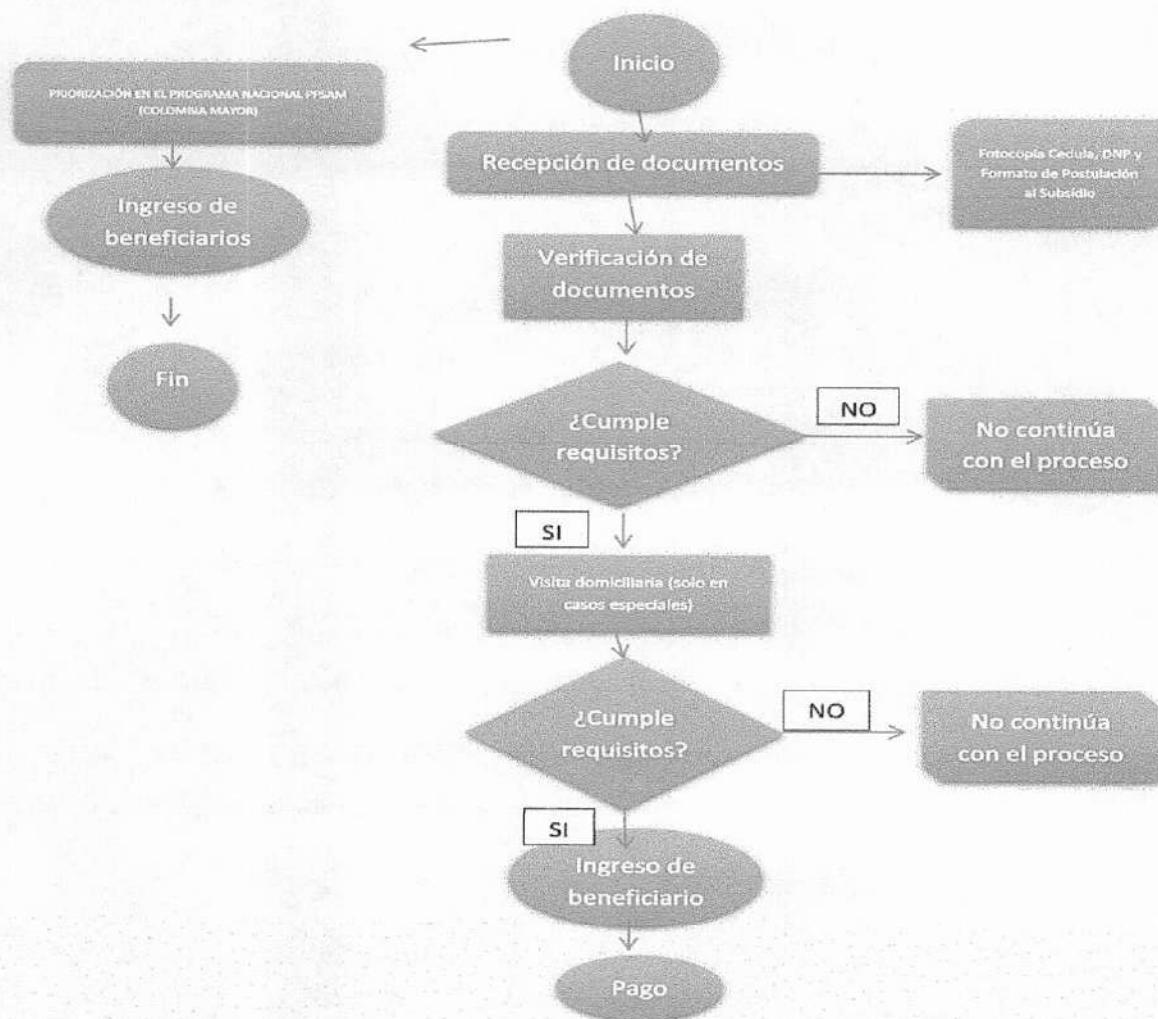 Inicio
PRIORIZACIÓN EN EL PROGRAMA NACIONAL PPSAM
(COLOMBIA MAYOR)
Recepción de documentos
Fotocopia Cedula, DNP y
Formato de Postulación
al Subsidio
Ingreso de
beneficiarios
Verificación de
documentos
Fin
¿Cumple
requisitos?
NO
No continúa
con el proceso
SI
Visita domiciliaria (solo en
casos especiales)
¿Cumple
requisitos?
NO
No continúa
con el proceso
SI
Ingreso de
beneficiario
Pago